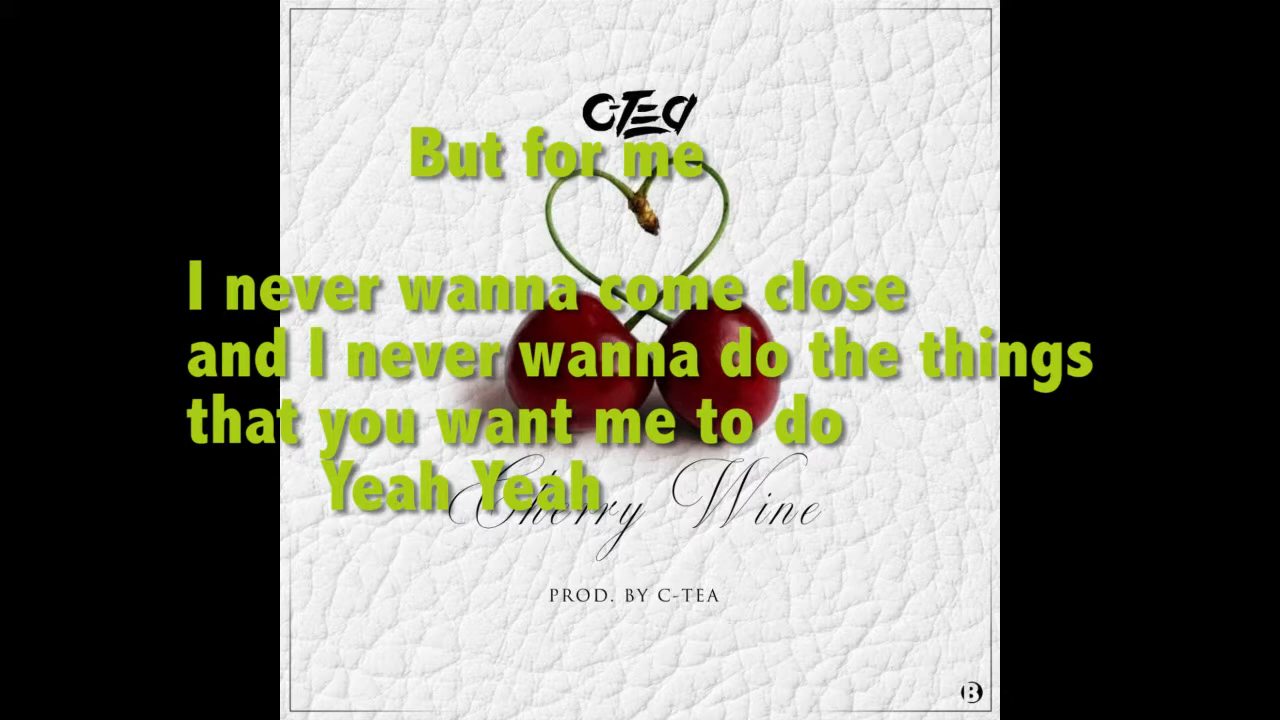 C-TEA
But for me
I never wanna come close
and I never wanna do the things
that you want me to do
Yeah Yeah
Cherry Wine
PROD. BY C-TEA
B